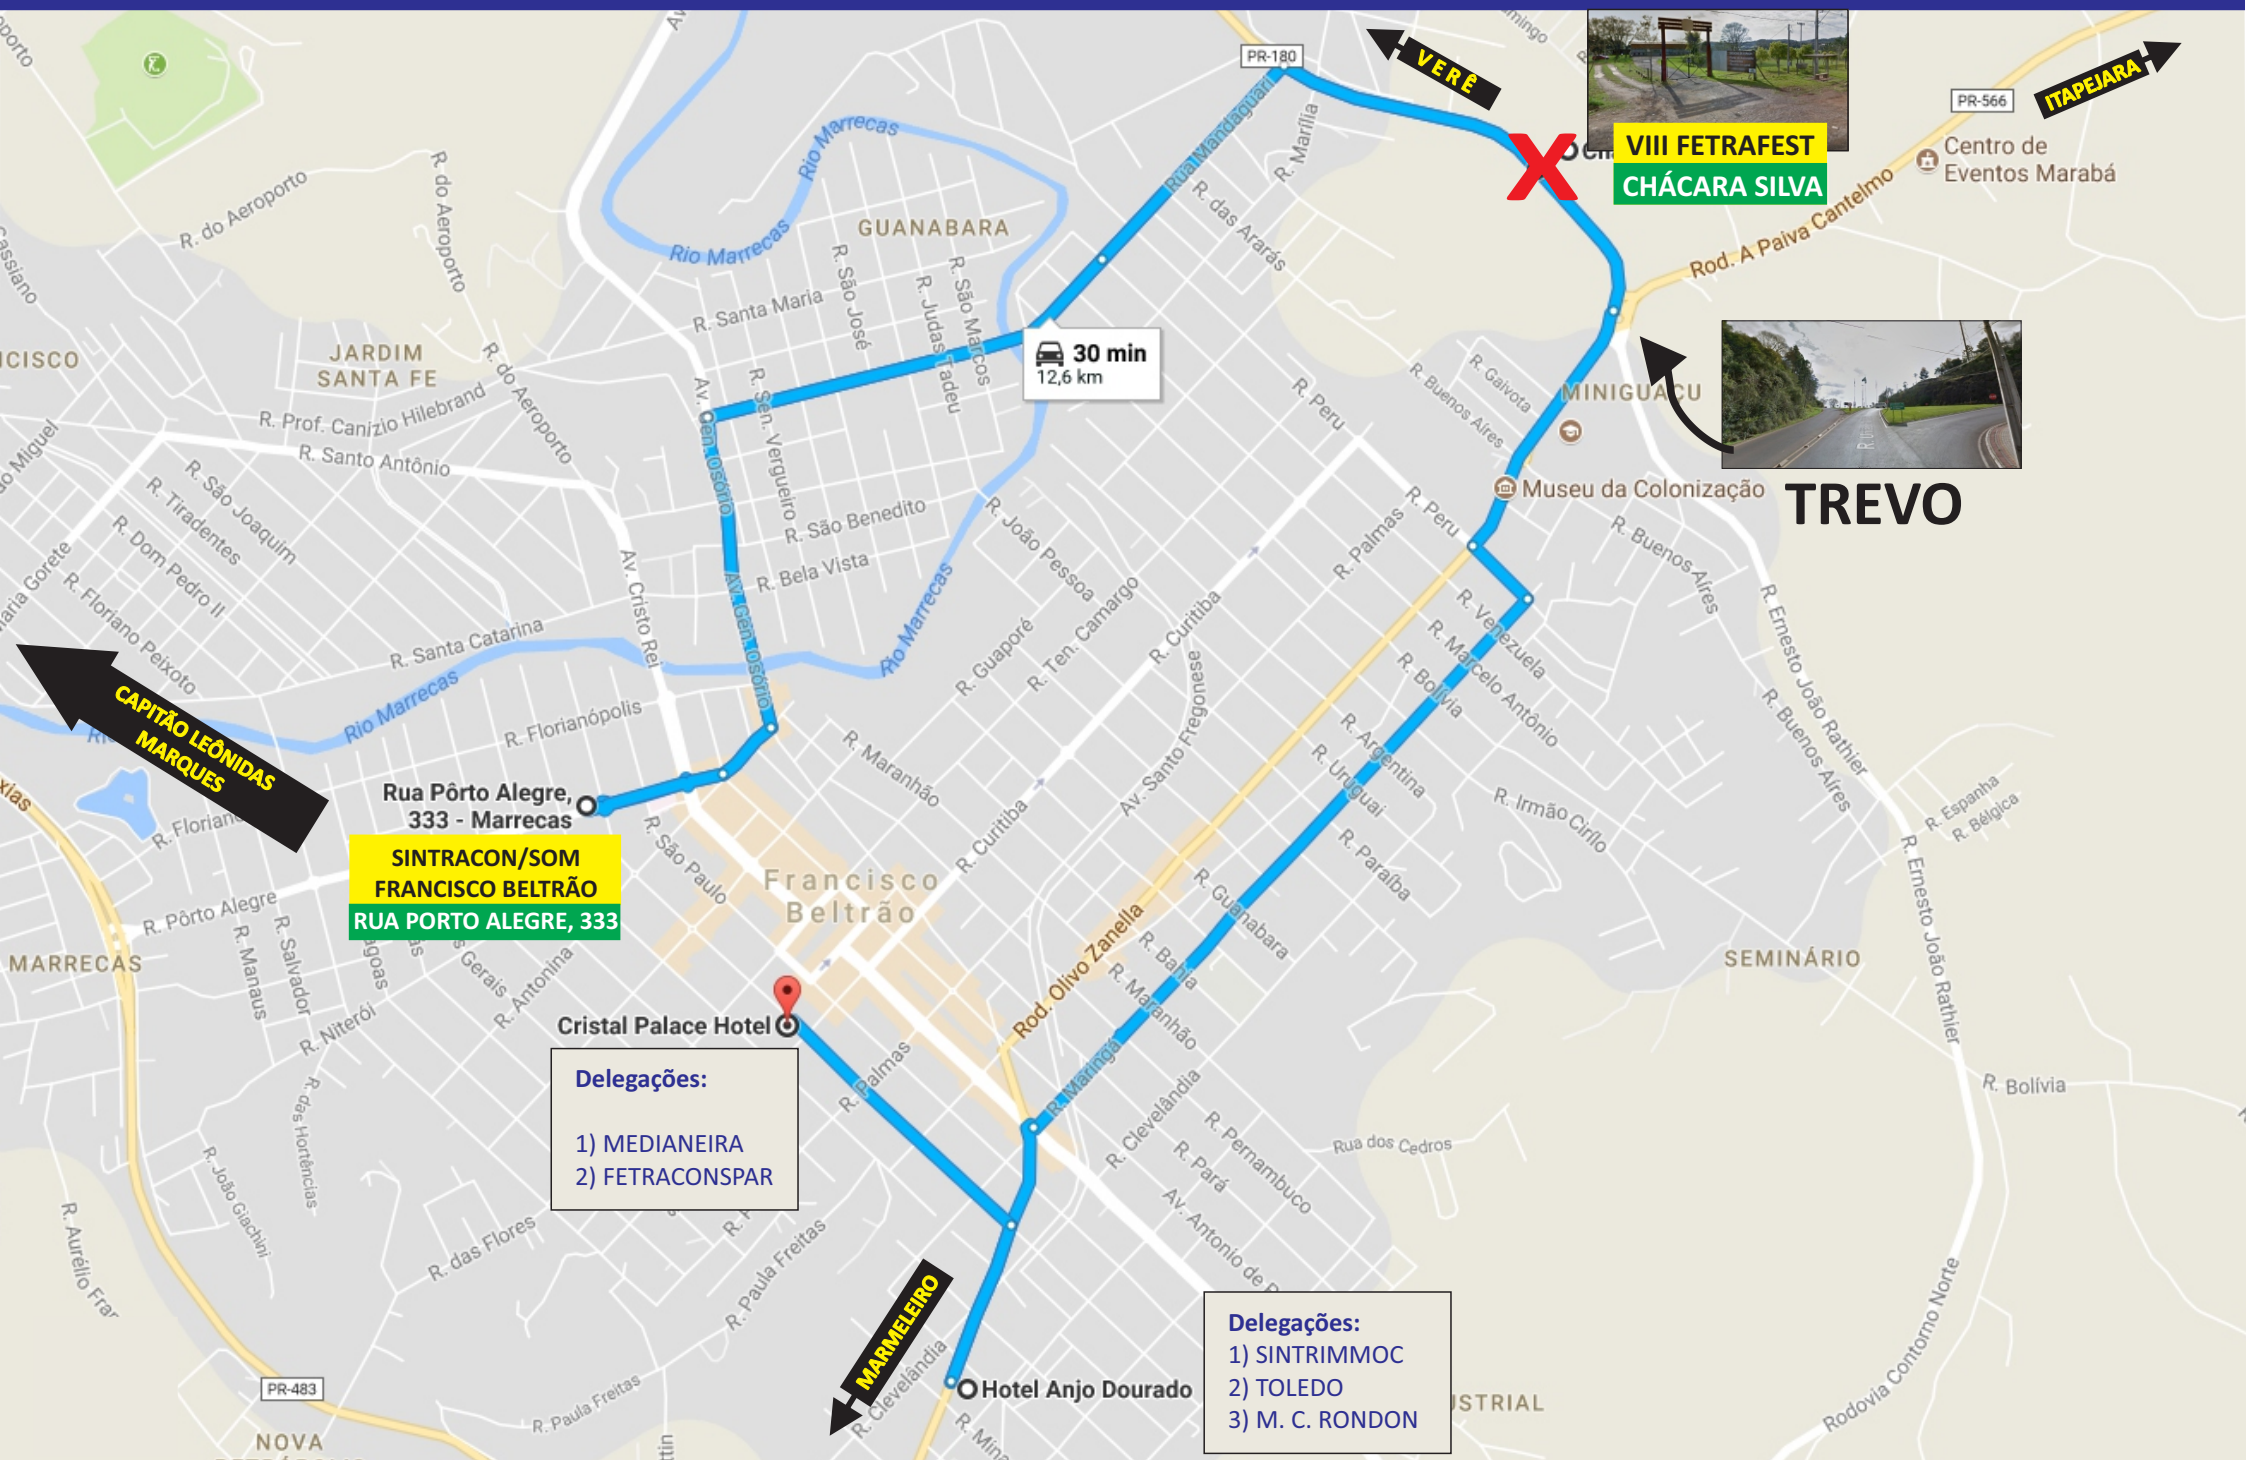 PR-180
VERÊ
PR-566
ITAPEJARA
VIII FETRAFEST
CHÁCARA SILVA
Centro de
Eventos Marabá
Rod. A Paiva Cantelmo
Rio Marrecas
Rua Mandaguari
R. Marília
R. das Ararás
R. do Aeroporto
R. do Aeroporto
GUANABARA
Rio Marrecas
R. Santa Maria
R. São José
R. Judas Tadeu
R. São Marcos
30 min
12,6 km
JARDIM
SANTA FE
R. do Aeroporto
R. Prof. Canizio Hilebrand
R. Santo Antônio
Av. Gen. Iosório
R. Sen. Vergueiro
R. Peru
R. Buenos Aires
R. Gaivota
MINIGUAÇU
Museu da Colonização
TREVO
R. São Joaquim
R. Tiradentes
R. Dom Pedro II
R. Floriano Peixoto
R. São Benedito
R. Bela Vista
R. João Pessoa
R. Ten. Camargo
R. Guaporé
R. Curitiba
R. Palmas
R. Peru
R. Buenos Aires
R. Venezuela
R. Marcelo Antônio
R. Bolívia
R. Ernesto João Rathier
R. Buenos Aires
Av. Cristo Rei
Av. Gen. Iosório
Rio Marrecas
R. Santa Catarina
Rio Marrecas
R. Florianópolis
CAPITÃO LEÔNIDAS
MARQUES
R. Maranhão
Av. Santo Fregonese
R. Argentina
R. Uruguai
R. Irmão Cirílo
R. Espanha
R. Bélgica
Rua Pôrto Alegre,
333 - Marrecas
SINTRACON/SOM
FRANCISCO BELTRÃO
RUA PORTO ALEGRE, 333
R. São Paulo
Francisco
Beltrão
R. Curitiba
R. Paraíba
R. Guanabara
R. Bahia
R. Maranhão
Rod. Olivo Zanella
R. Ernesto João Rathier
SEMINÁRIO
R. Pôrto Alegre
MARRECAS
R. Manaus
R. Salvador
R. Antonina
R. Niterói
R. das Hortências
Cristal Palace Hotel
Delegações:
1) MEDIANEIRA
2) FETRACONSPAR
R. Palmas
R. Maringá
R. Clevelândia
R. Pernambuco
R. Pará
Rua dos Cedros
R. Bolívia
R. João Giachini
R. das Flores
R. Paula Freitas
MARMELEIRO
R. Clevelândia
Hotel Anjo Dourado
Delegações:
1) SINTRIMMOC
2) TOLEDO
3) M. C. RONDON
Rodovia Contorno Norte
PR-483
R. Paula Freitas
NOVA